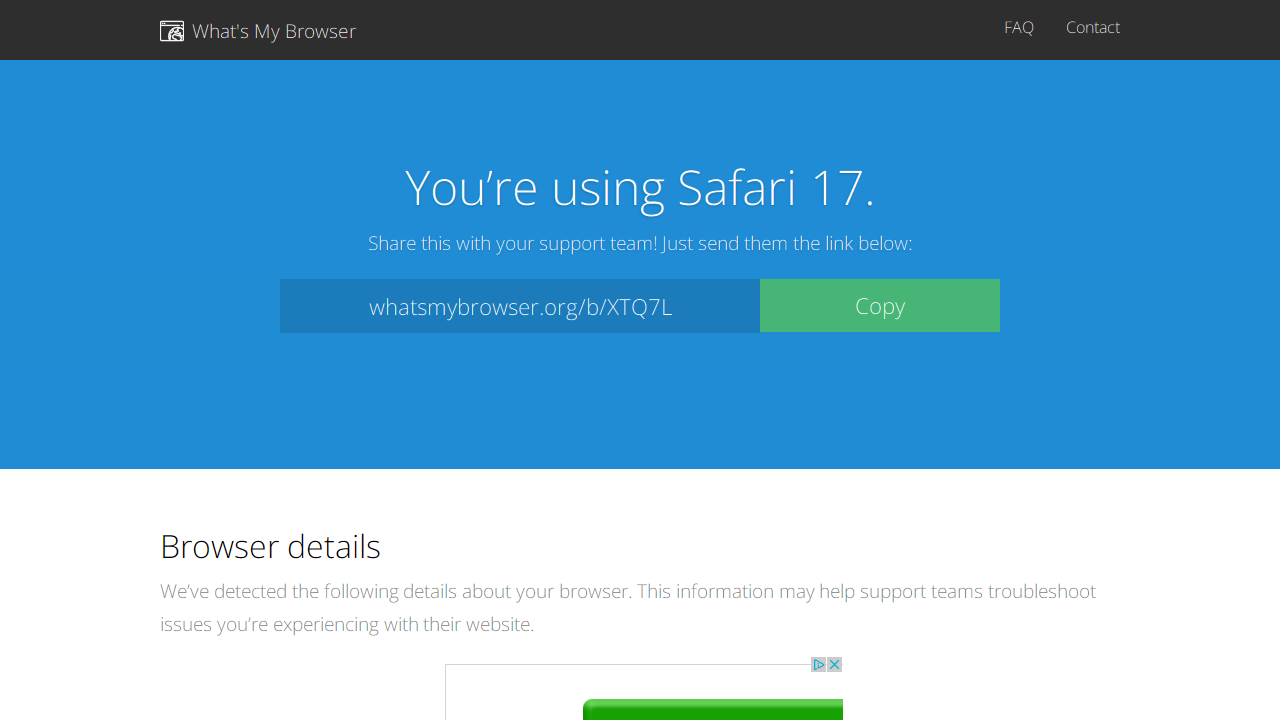 What's My Browser
FAQ
Contact
You’re using Safari 17.
Share this with your support team! Just send them the link below:
whatsmybrowser.org/b/XTQ7L
Copy
Browser details
We’ve detected the following details about your browser. This information may help support teams troubleshoot
issues you’re experiencing with their website.